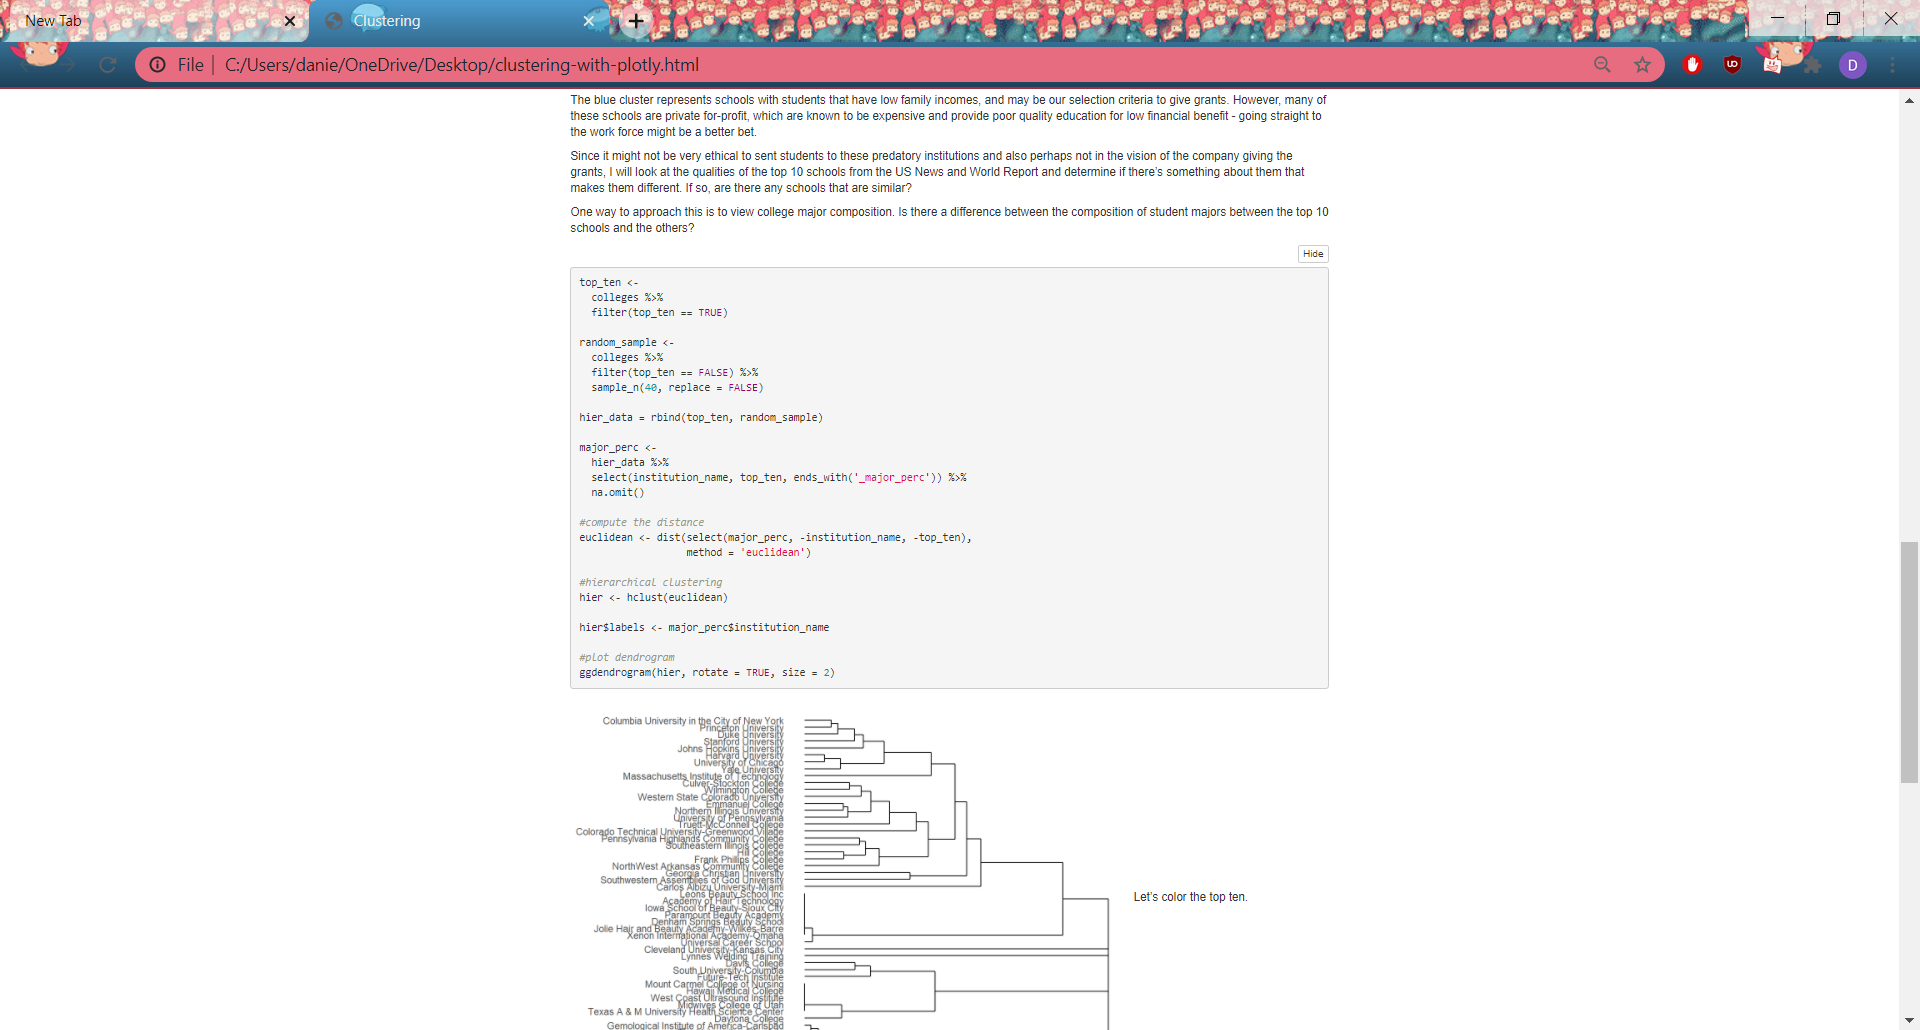 New Tab
Clustering
File
C:/Users/danie/OneDrive/Desktop/clustering-with-plotly.html
UD
D
The blue cluster represents schools with students that have low family incomes, and may be our selection criteria to give grants. However, many of
these schools are private for-profit, which are known to be expensive and provide poor quality education for low financial benefit - going straight to
the work force might be a better bet.
Since it might not be very ethical to sent students to these predatory institutions and also perhaps not in the vision of the company giving the
grants, I will look at the qualities of the top 10 schools from the US News and World Report and determine if there's something about them that
makes them different. If so, are there any schools that are similar?
One way to approach this is to view college major composition. Is there a difference between the composition of student majors between the top 10
schools and the others?
Hide
top_ten <-
colleges %>%
filter(top_ten == TRUE)
random_sample <-
colleges %>%
filter(top_ten == FALSE) %>%
sample_n(40, replace = FALSE)
hier_data = rbind(top_ten, random_sample)
major_perc <-
hier_data %>%
select(institution_name, top_ten, ends_with('_major_perc')) %>%
na.omit()
#compute the distance
euclidean <- dist(select(major_perc, -institution_name, -top_ten),
method = 'euclidean')
#hierarchical clustering
hier <- hclust(euclidean)
hier$labels <- major_perc$institution_name
#plot dendrogram
ggdendrogram(hier, rotate = TRUE, size = 2)
Columbia University in the City of New York
Princeton University
Duke University
Stanford University
Johns Hopkins University
Harvard University
University of Chicago
Yale University
Massachusetts Institute of Technology
Culver-Stockton College
Wilmington College
Western State Colorado University
Emmanuel College
Northern Illinois University
University of Pennsylvania
Truett-McConnell College
Colorado Technical University-Greenwood Village
Pennsylvania Highlands Community College
Southeastern Illinois College
Hill College
Frank Phillips College
NorthWest Arkansas Community College
Georgia Christian University
Southwestern Assemblies of God University
Carlos Albizu University-Miami
Leons Beauty School Inc
Academy of Hair Technology
Iowa School of Beauty-Sioux City
Paramount Beauty Academy
Denham Springs Beauty School
Jolie Hair and Beauty Academy-Wilkes-Barre
Xenon International Academy-Omaha
Universal Career School
Cleveland University-Kansas City
Lynnes Welding Training
Davis College
South University-Columbia
Future-Tech Institute
Mount Carmel College of Nursing
Hawaii Medical College
West Coast Ultrasound Institute
Midwives College of Utah
Texas A & M University Health Science Center
Daytona College
Gemological Institute of America-Carlsbad
Let's color the top ten.